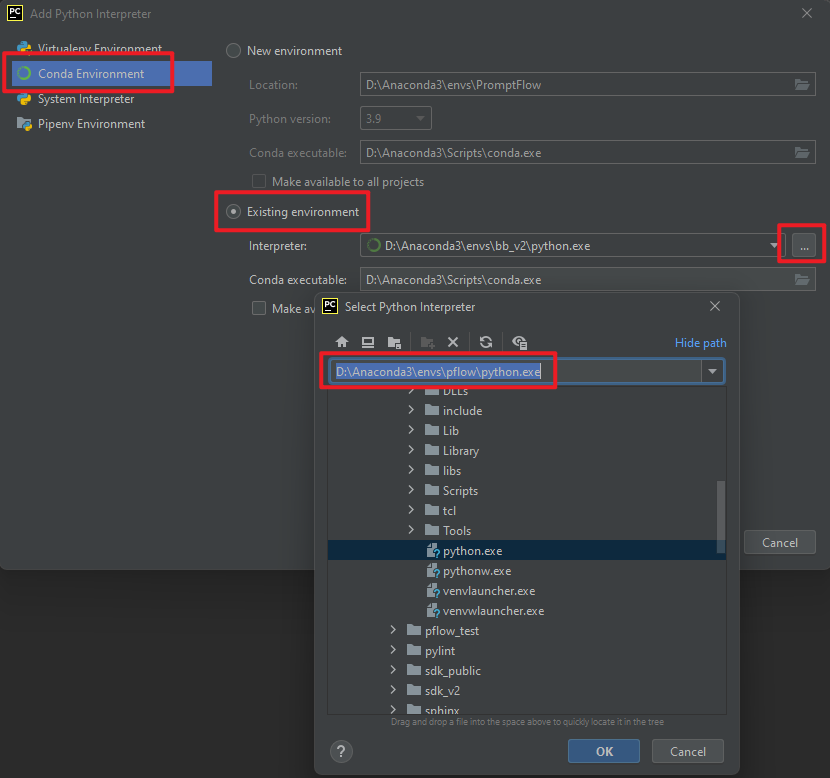 PC Add Python Interpreter
Virtualenv Environment
Conda Environment
System Interpreter
Pipenv Environment
New environment
Location: D:\Anaconda3\envs\PromptFlow
Python version: 3.9
Conda executable: D:\Anaconda3\Scripts\conda.exe
Make available to all projects
Existing environment
Interpreter: D:\Anaconda3\envs\bb_v2\python.exe ...
Conda executable: D:\Anaconda3\Scripts\conda.exe
Make av
PC Select Python Interpreter
Hide path
D:\Anaconda3\envs\pflow\python.exe
DLLs
include
Lib
Library
libs
Scripts
tcl
Tools
python.exe
pythonw.exe
venvlauncher.exe
venvwlauncher.exe
pflow_test
pylint
sdk_public
sdk_v2
sphinx
Drag and drop a file into the space above to quickly locate it in the tree
? OK Cancel
Cancel